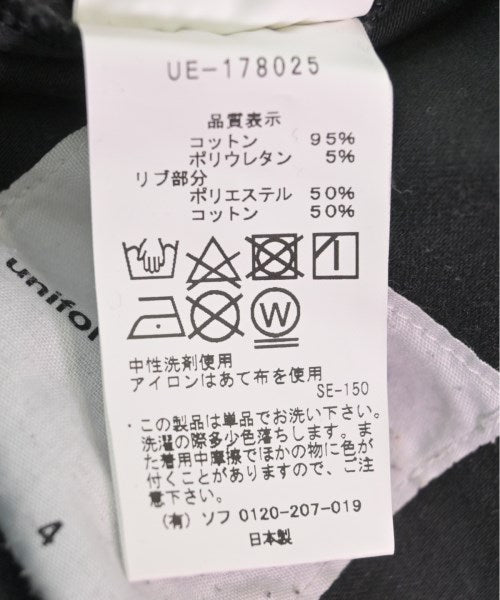 UE-178025
品質表示
コットン 95%
ポリウレタン 5%
リブ部分
ポリエステル 50%
コットン 50%
W
中性洗剤使用
アイロンはあて布を使用
SE-150
・この製品は単品でお洗い下さい。
洗濯の際多少色落ちします。ま
た着用中摩擦でほかの物に色が
付くことがありますので、ご注
意下さい。
(有) ソフ 0120-207-019
日本製
4